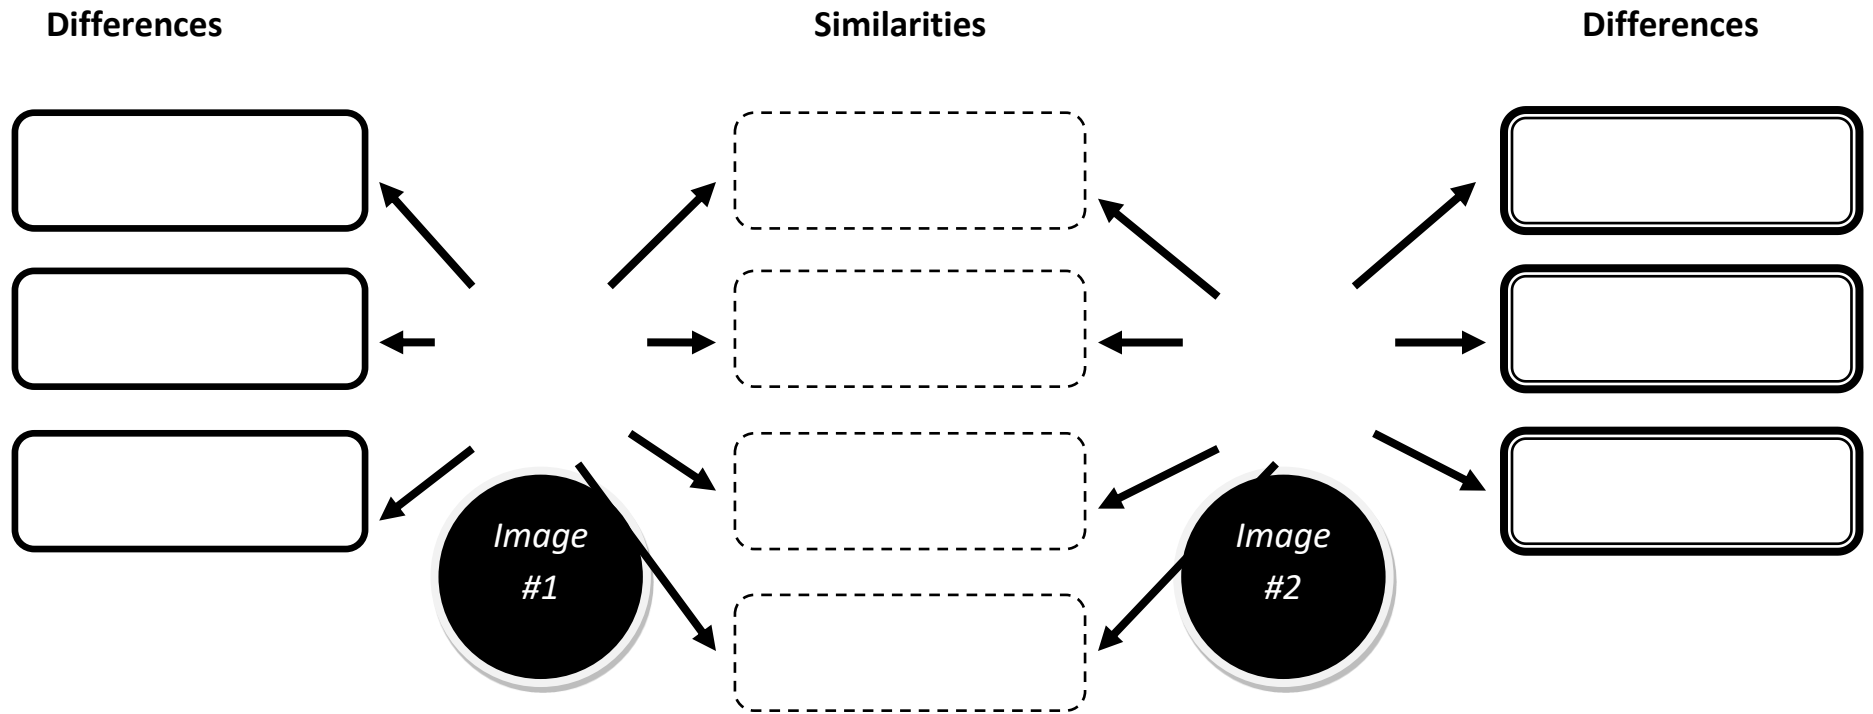 Differences
Similarities
Differences
Image
#1
Image
#2